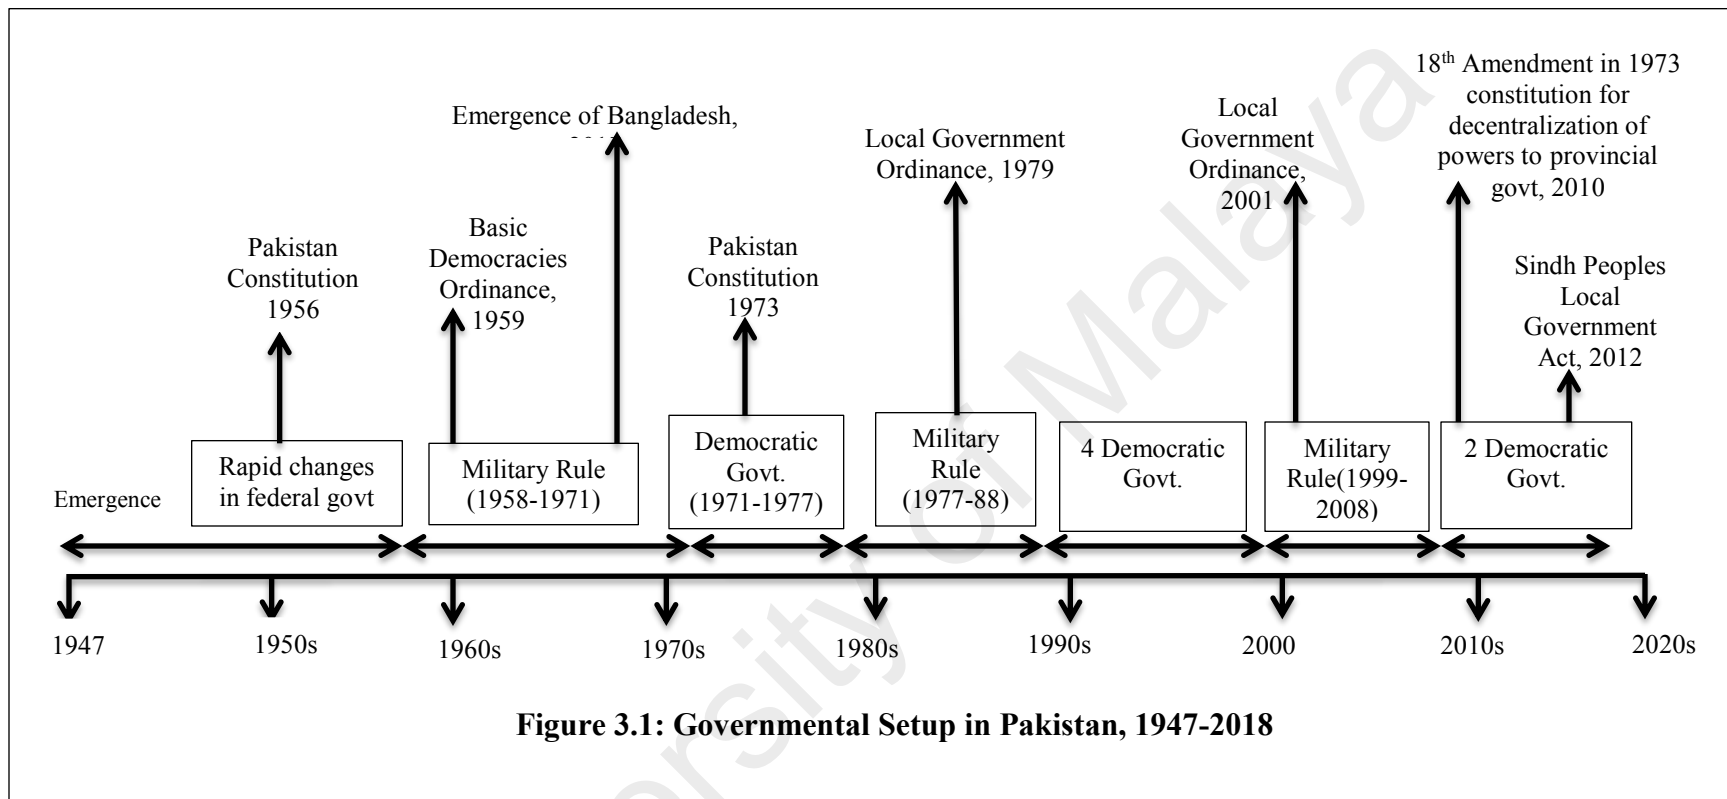 18th Amendment in 1973
constitution for
decentralization of
powers to provincial
govt, 2010
Emergence of Bangladesh,
Local
Government
Ordinance,
2001
Local Government
Ordinance, 1979
Basic
Democracies
Ordinance,
1959
Pakistan
Constitution
1956
Pakistan
Constitution
1973
Sindh Peoples
Local
Government
Act, 2012
Emergence
Rapid changes
in federal govt
Military Rule
(1958-1971)
Democratic
Govt.
(1971-1977)
Military
Rule
(1977-88)
4 Democratic
Govt.
Military
Rule(1999-
2008)
2 Democratic
Govt.
1947
1950s
1960s
1970s
1980s
1990s
2000
2010s
2020s
Figure 3.1: Governmental Setup in Pakistan, 1947-2018
ersity of Malaya